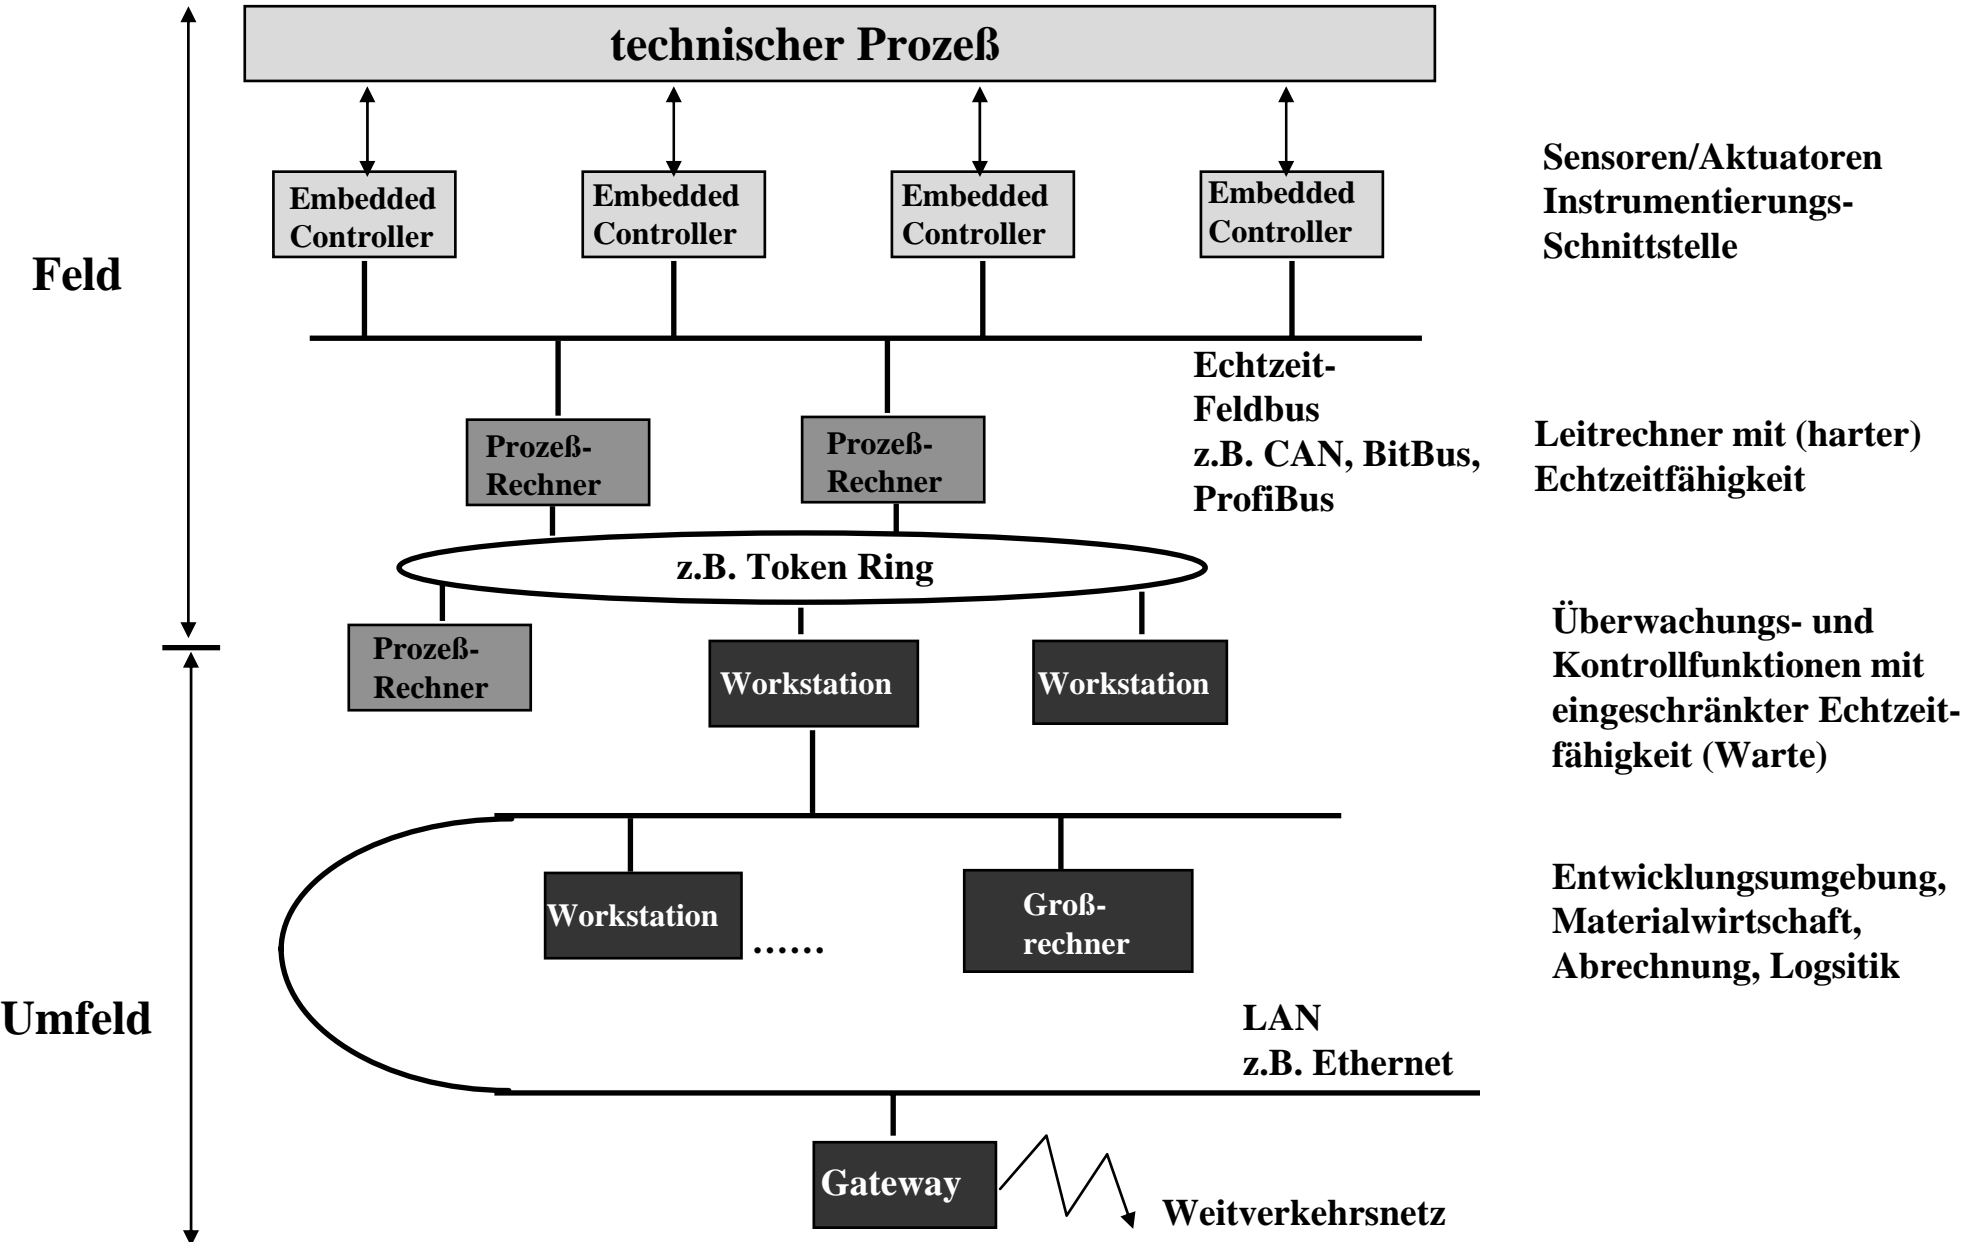 technischer Prozeß
Embedded
Controller
Embedded
Controller
Embedded
Controller
Embedded
Controller
Sensoren/Aktuatoren
Instrumentierungs-
Schnittstelle
Feld
Echtzeit-
Feldbus
z.B. CAN, BitBus,
ProfiBus
Prozeß-
Rechner
Prozeß-
Rechner
Leitrechner mit (harter)
Echtzeitfähigkeit
z.B. Token Ring
Prozeß-
Rechner
Workstation
Workstation
Überwachungs- und
Kontrollfunktionen mit
eingeschränkter Echtzeit-
fähigkeit (Warte)
Workstation
......
Groß-
rechner
Entwicklungsumgebung,
Materialwirtschaft,
Abrechnung, Logsitik
Umfeld
LAN
z.B. Ethernet
Gateway
Weitverkehrsnetz